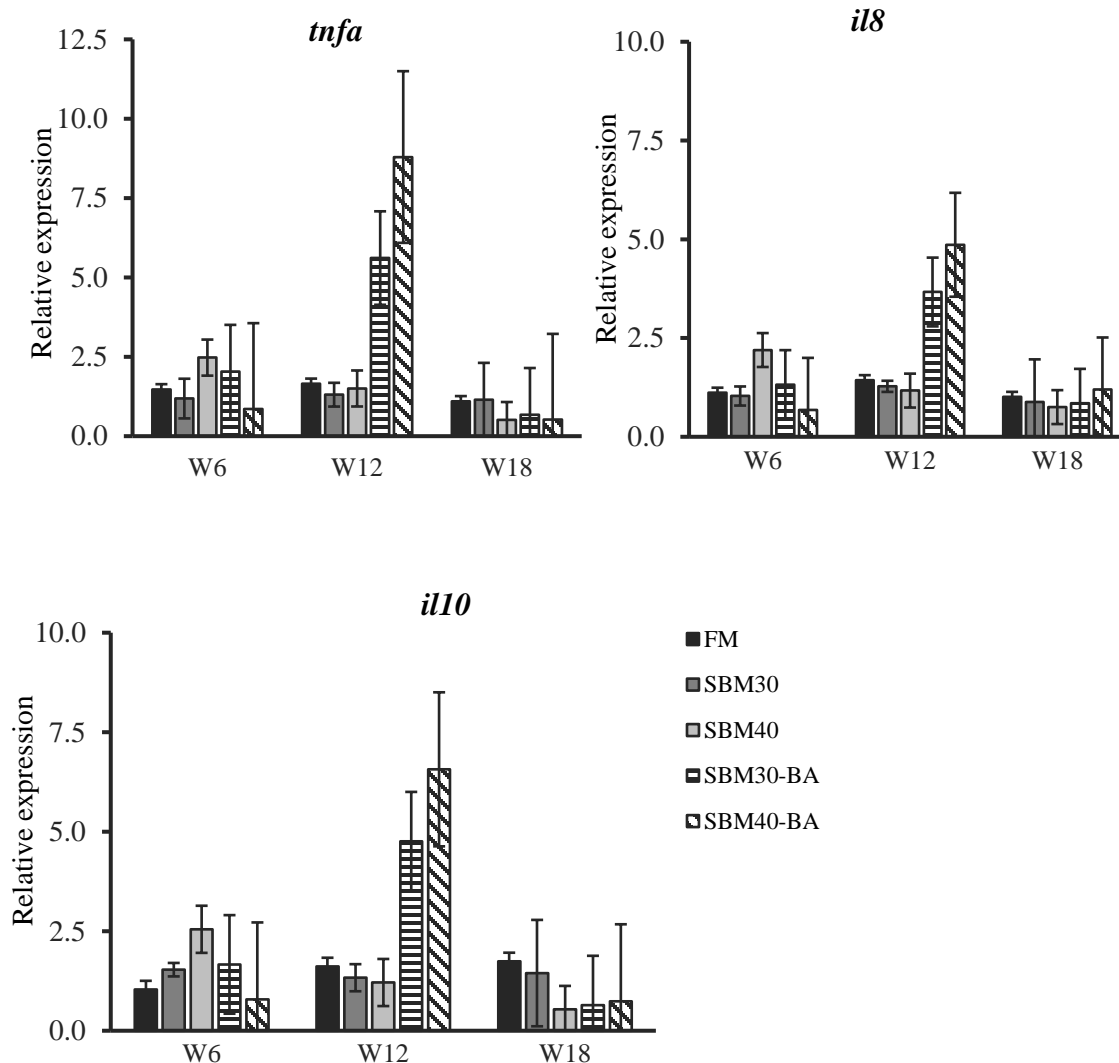 tnfa
12.5
10.0
7.5
5.0
2.5
0.0
Relative expression
W6 W12 W18
il8
10.0
7.5
5.0
2.5
0.0
Relative expression
W6 W12 W18
il10
10.0
7.5
5.0
2.5
0.0
Relative expression
W6 W12 W18
FM
SBM30
SBM40
SBM30-BA
SBM40-BA